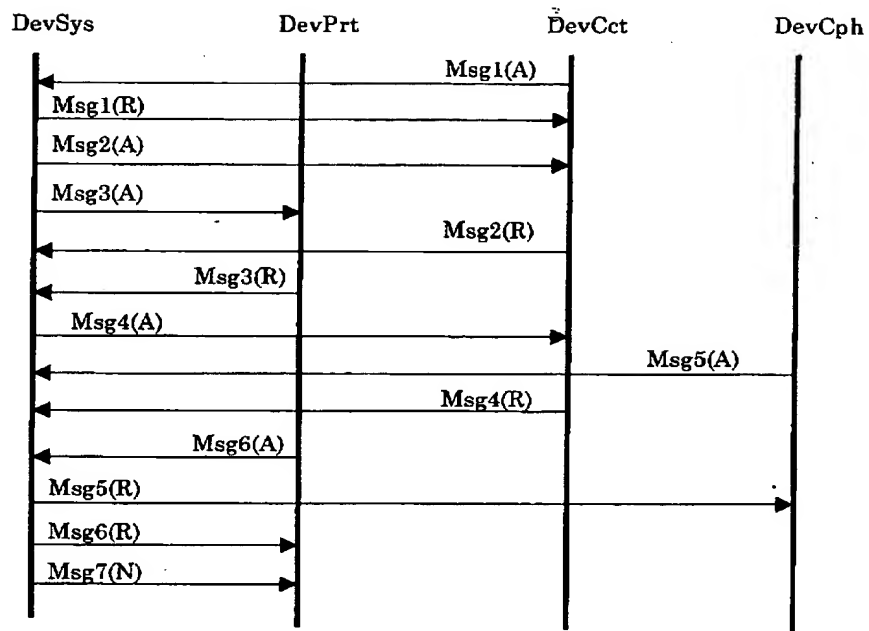 DevSys DevPrt DevCct DevCph
Msg1(A)
Msg1(R)
Msg2(A)
Msg3(A)
Msg2(R)
Msg3(R)
Msg4(A)
Msg5(A)
Msg4(R)
Msg6(A)
Msg5(R)
Msg6(R)
Msg7(N)